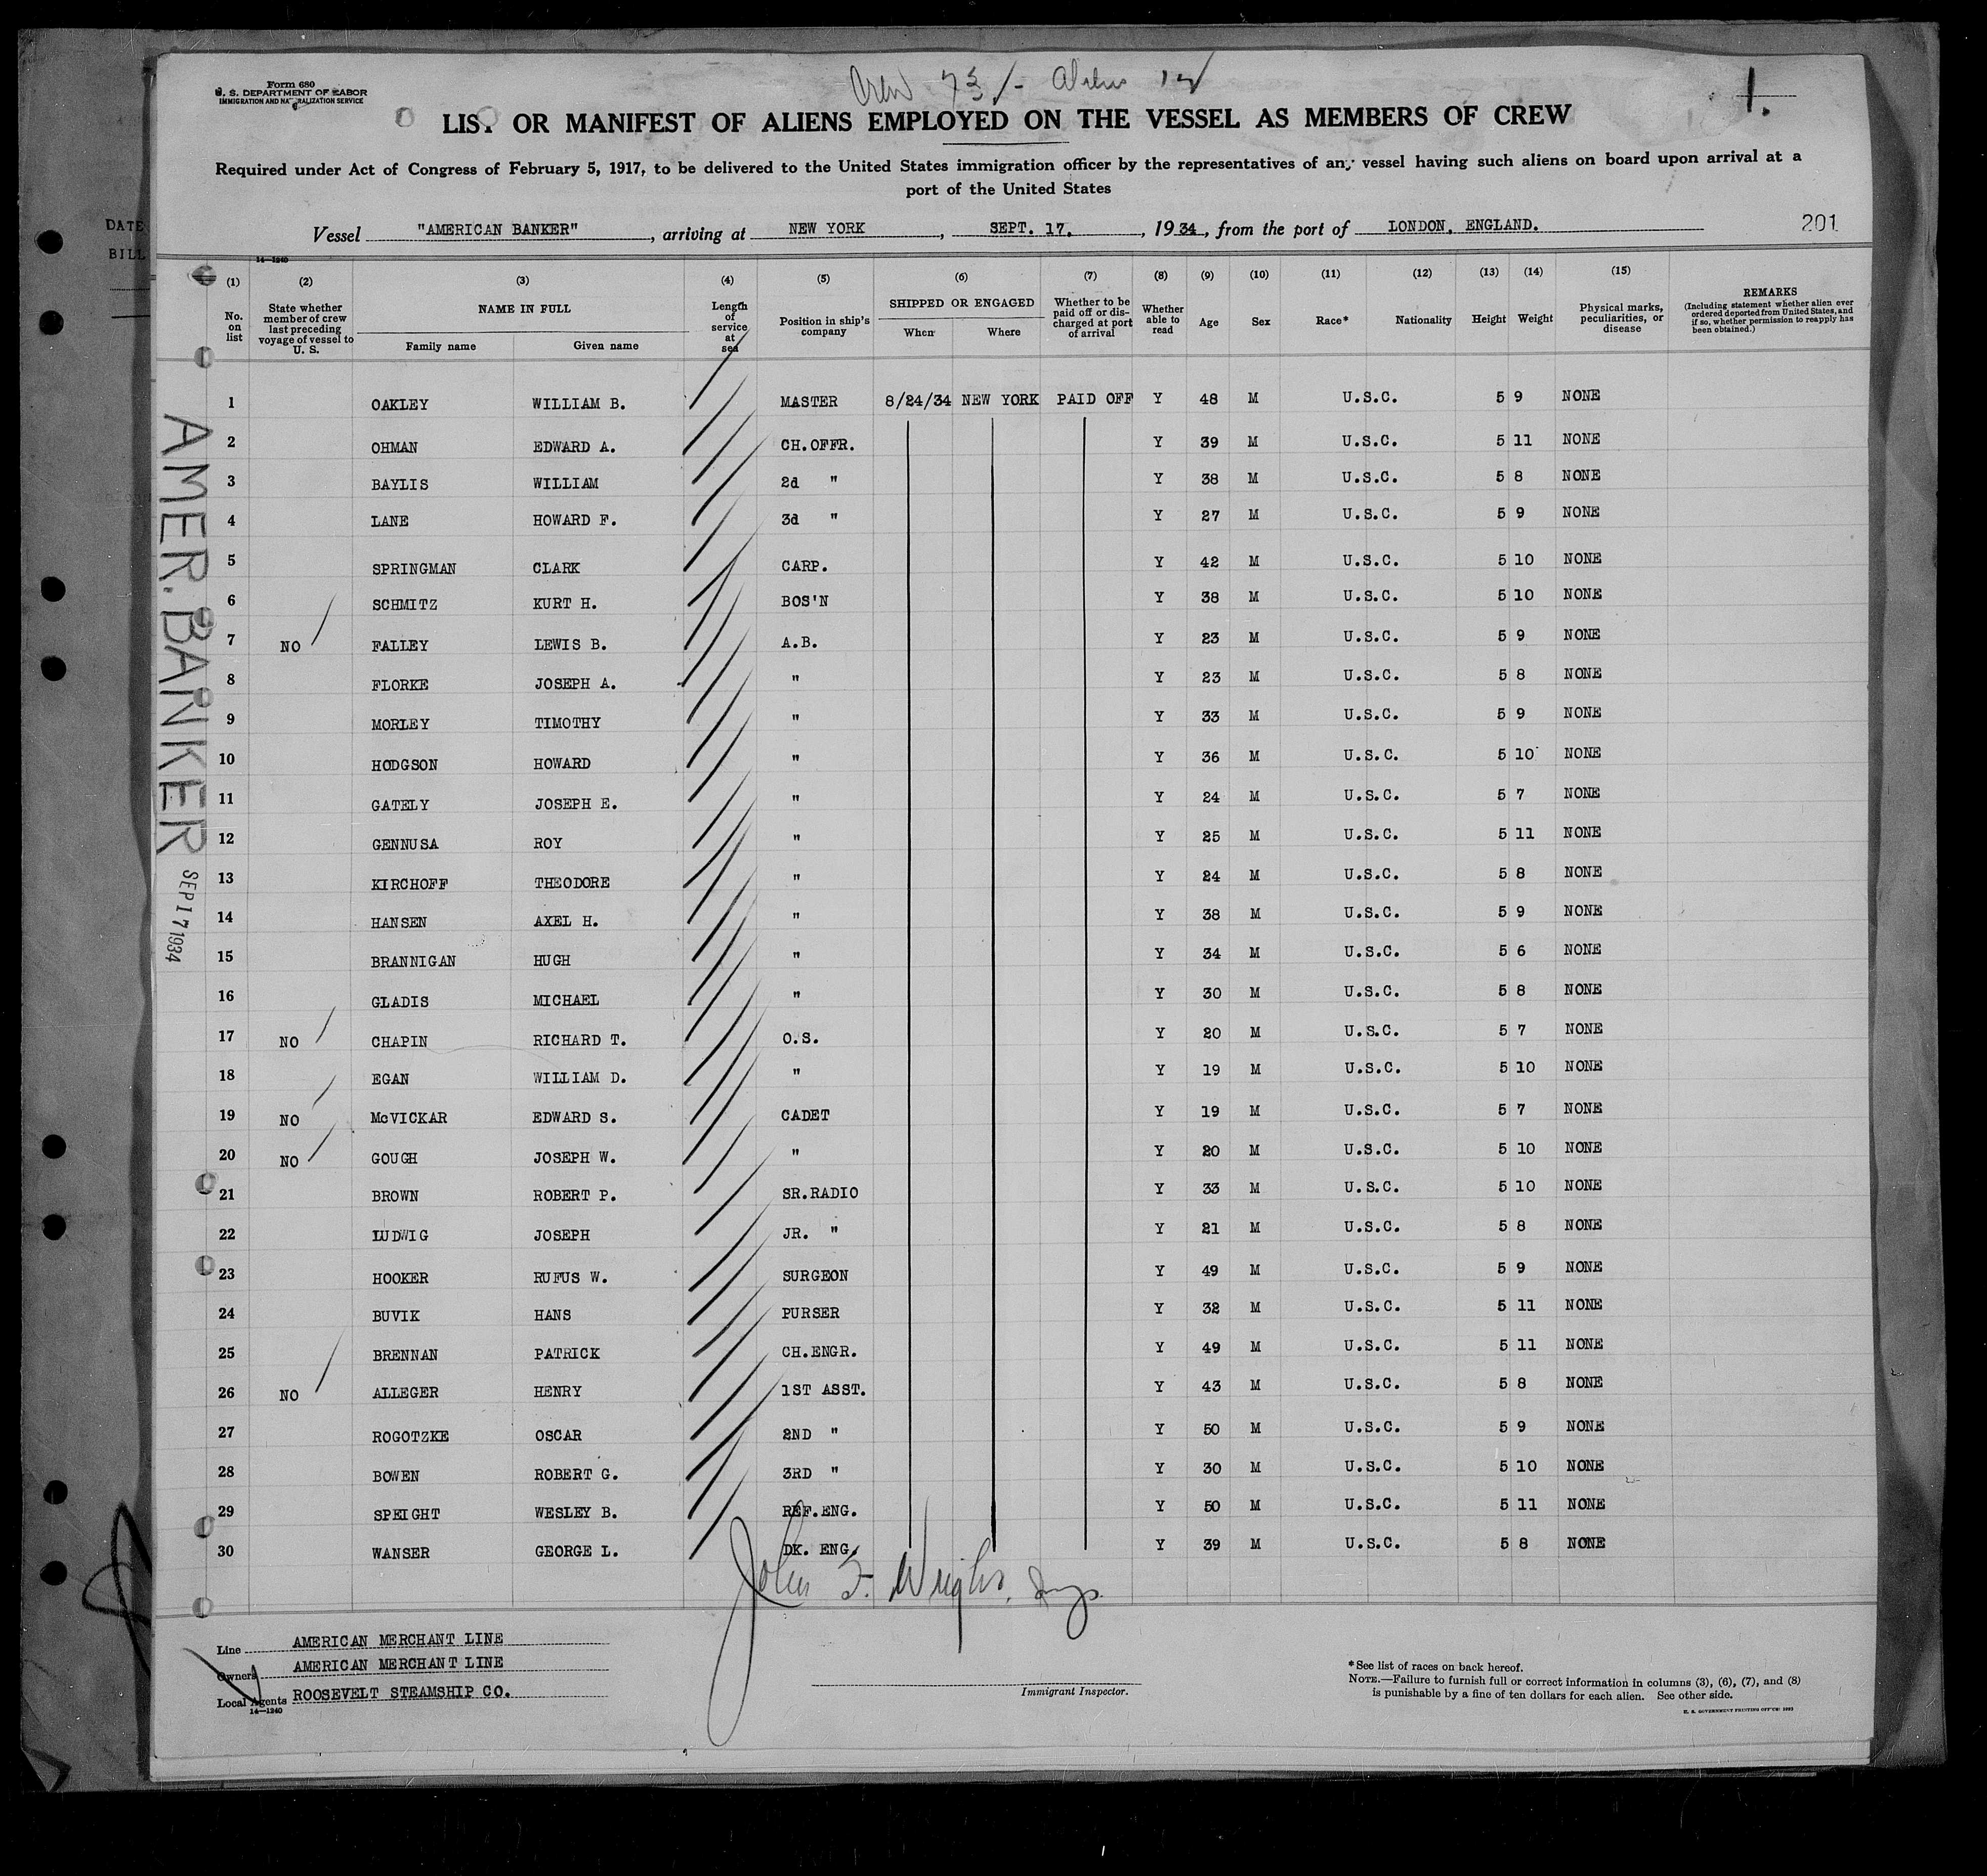 Form 680
U. S. DEPARTMENT OF LABOR
IMMIGRATION AND NATURALIZATION SERVICE
Crew 73/-
1.
LIST OR MANIFEST OF ALIENS EMPLOYED ON THE VESSEL AS MEMBERS OF CREW
Required under Act of Congress of February 5, 1917, to be delivered to the United States immigration officer by the representatives of any vessel having such aliens on board upon arrival at a
port of the United States
Vessel "AMERICAN BANKER", arriving at NEW YORK, SEPT. 17, 1934, from the port of LONDON, ENGLAND.
201
DATE
BILL
14—1240
(1) (2) (3) (4) (5) (6) (7) (8) (9) (10) (11) (12) (13) (14) (15)
No. on list State whether member of crew last preceding voyage of vessel to U. S. NAME IN FULL Family name Given name Length of service at sea Position in ship's company SHIPPED OR ENGAGED When Where Whether to be paid off or discharged at port of arrival Whether able to read Age Sex Race* Nationality Height Weight Physical marks, peculiarities, or disease REMARKS (Including statement whether alien ever ordered deported from United States, and if so, whether permission to reapply has been obtained.)
1 OAKLEY WILLIAM B. MASTER 8/24/34 NEW YORK PAID OFF Y 48 M U.S.C. 5 9 NONE
2 OHMAN EDWARD A. CH.OFFR. Y 39 M U.S.C. 5 11 NONE
3 BAYLIS WILLIAM 2d " Y 38 M U.S.C. 5 8 NONE
4 LANE HOWARD F. 3d " Y 27 M U.S.C. 5 9 NONE
5 SPRINGMAN CLARK CARP. Y 42 M U.S.C. 5 10 NONE
6 SCHMITZ KURT H. BOS'N Y 38 M U.S.C. 5 10 NONE
7 NO FALLEY LEWIS B. A.B. Y 23 M U.S.C. 5 9 NONE
8 FLORKE JOSEPH A. " Y 23 M U.S.C. 5 8 NONE
9 MORLEY TIMOTHY " Y 33 M U.S.C. 5 9 NONE
10 HODGSON HOWARD " Y 36 M U.S.C. 5 10 NONE
11 GATELY JOSEPH E. " Y 24 M U.S.C. 5 7 NONE
12 GENNUSA ROY " Y 25 M U.S.C. 5 11 NONE
13 KIRCHOFF THEODORE " Y 24 M U.S.C. 5 8 NONE
14 HANSEN AXEL H. " Y 38 M U.S.C. 5 9 NONE
15 BRANNIGAN HUGH " Y 34 M U.S.C. 5 6 NONE
16 GLADIS MICHAEL " Y 30 M U.S.C. 5 8 NONE
17 NO CHAPIN RICHARD T. O.S. Y 20 M U.S.C. 5 7 NONE
18 EGAN WILLIAM D. " Y 19 M U.S.C. 5 10 NONE
19 NO McVICKAR EDWARD S. CADET Y 19 M U.S.C. 5 7 NONE
20 NO GOUGH JOSEPH W. " Y 20 M U.S.C. 5 10 NONE
21 BROWN ROBERT P. SR.RADIO Y 33 M U.S.C. 5 10 NONE
22 LUDWIG JOSEPH JR. " Y 21 M U.S.C. 5 8 NONE
23 HOOKER RUFUS W. SURGEON Y 49 M U.S.C. 5 9 NONE
24 BUVIK HANS PURSER Y 32 M U.S.C. 5 11 NONE
25 BRENNAN PATRICK CH.ENGR. Y 49 M U.S.C. 5 11 NONE
26 NO ALLEGER HENRY 1ST ASST. Y 43 M U.S.C. 5 8 NONE
27 ROGOTZKE OSCAR 2ND " Y 50 M U.S.C. 5 9 NONE
28 BOWEN ROBERT G. 3RD " Y 30 M U.S.C. 5 10 NONE
29 SPEIGHT WESLEY B. REF.ENG. Y 50 M U.S.C. 5 11 NONE
30 WANSER GEORGE L. DK. ENG. Y 39 M U.S.C. 5 8 NONE
AMER. BANKER
SEP 17 1934
John F. Wright, Insp.
Line AMERICAN MERCHANT LINE
Owners AMERICAN MERCHANT LINE
Local Agents ROOSEVELT STEAMSHIP CO.
14—1240
Immigrant Inspector.
*See list of races on back hereof.
NOTE.—Failure to furnish full or correct information in columns (3), (6), (7), and (8)
is punishable by a fine of ten dollars for each alien. See other side.
U. S. GOVERNMENT PRINTING OFFICE